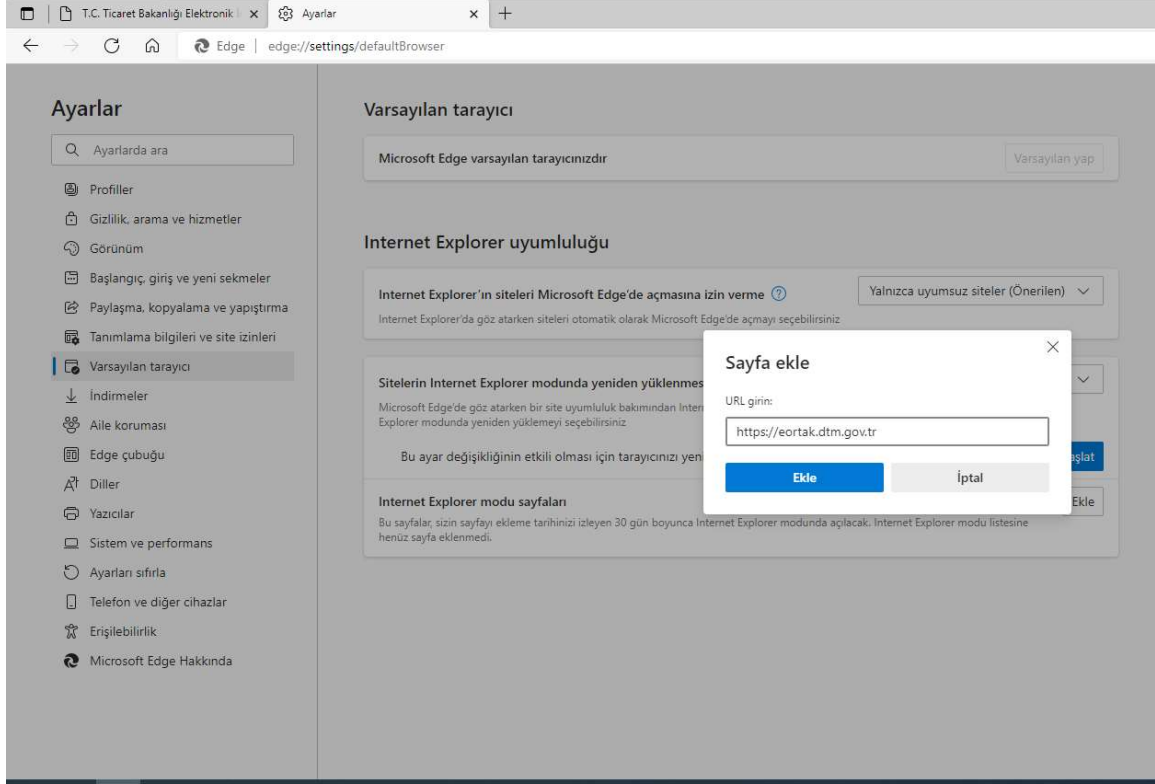 T.C. Ticaret Bakanlığı Elektronik
Ayarlar
Edge
edge://settings/defaultBrowser
Ayarlar
Ayarlarda ara
Profiller
Gizlilik, arama ve hizmetler
Görünüm
Başlangıç, giriş ve yeni sekmeler
Paylaşma, kopyalama ve yapıştırma
Tanımlama bilgileri ve site izinleri
Varsayılan tarayıcı
İndirmeler
Aile koruması
Edge çubuğu
Diller
Yazıcılar
Sistem ve performans
Ayarları sıfırla
Telefon ve diğer cihazlar
Erişilebilirlik
Microsoft Edge Hakkında
Varsayılan tarayıcı
Microsoft Edge varsayılan tarayıcınızdır
Varsayılan yap
Internet Explorer uyumluluğu
Internet Explorer'ın siteleri Microsoft Edge'de açmasına izin verme
Yalnızca uyumsuz siteler (Önerilen)
Internet Explorer'da göz atarken siteleri otomatik olarak Microsoft Edge'de açmayı seçebilirsiniz
Sitelerin Internet Explorer modunda yeniden yüklenmes
Microsoft Edge'de göz atarken bir site uyumluluk bakımından Intern
Explorer modunda yeniden yüklemeyi seçebilirsiniz
Bu ayar değişikliğinin etkili olması için tarayıcınızı yeni
aşlat
Internet Explorer modu sayfaları
Ekle
Bu sayfalar, sizin sayfayı ekleme tarihinizi izleyen 30 gün boyunca Internet Explorer modunda açılacak. Internet Explorer modu listesine
henüz sayfa eklenmedi.
Sayfa ekle
URL girin:
https://eortak.dtm.gov.tr
Ekle
İptal